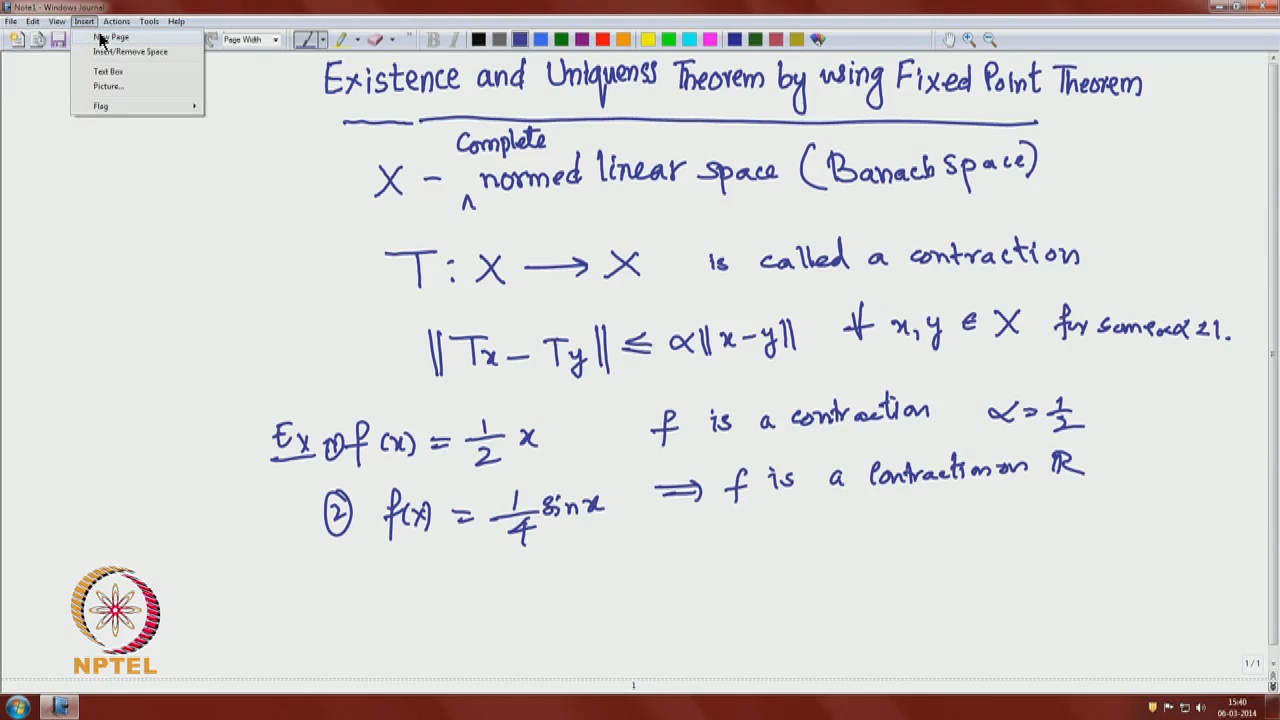 Note1 - Windows Journal
File Edit View Insert Actions Tools Help
New Page
Insert/Remove Space
Text Box
Picture...
Flag
Page Width
B I
Existence and Uniquenss Theorem by using Fixed Point Theorem
Complete
X - ^ normed linear space (Banach Space)
T : X ⟶ X is called a contraction
||Tx - Ty|| ≤ α||x-y|| ∀ x, y ∈ X for some α<1.
Ex ① f(x) = 1/2 x f is a contraction α = 1/2
② f(x) = 1/4 sinx ⟹ f is a contraction on ℝ
NPTEL
1/1
1
15:40
06-03-2014